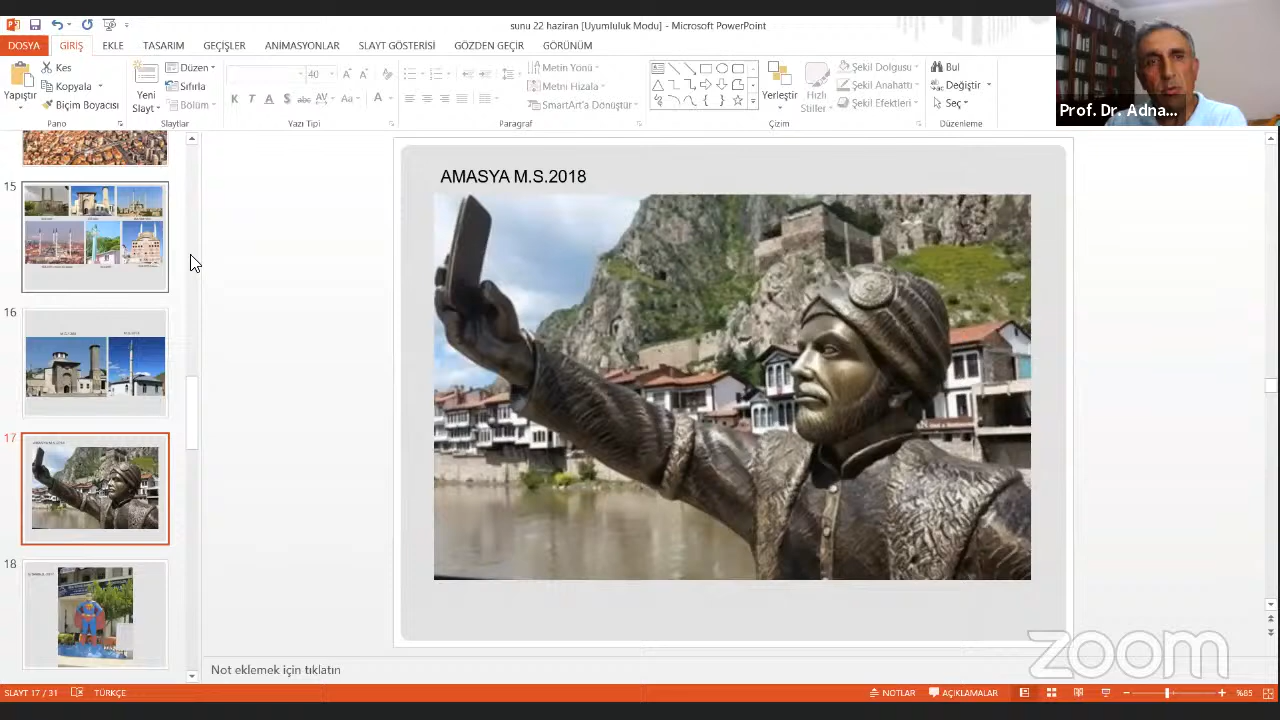 sunu 22 haziran [Uyumluluk Modu] - Microsoft PowerPoint
DOSYA GİRİŞ EKLE TASARIM GEÇİŞLER ANİMASYONLAR SLAYT GÖSTERİSİ GÖZDEN GEÇİR GÖRÜNÜM
Yapıştır
Kes
Kopyala
Biçim Boyacısı
Pano
Yeni
Slayt
Düzen
Sıfırla
Bölüm
Slaytlar
40
K T A S abc AV Aa A
Yazı Tipi
Metin Yönü
Metni Hizala
SmartArt'a Dönüştür
Paragraf
Yerleştir
Hızlı
Stiller
Şekil Dolgusu
Şekil Anahattı
Şekil Efektleri
Çizim
Bul
Değiştir
Seç
Düzenleme
Prof. Dr. Adna...
15
16
17
18
AMASYA M.S.2018
zoom
Not eklemek için tıklatın
SLAYT 17 / 31 TÜRKÇE NOTLAR AÇIKLAMALAR %85